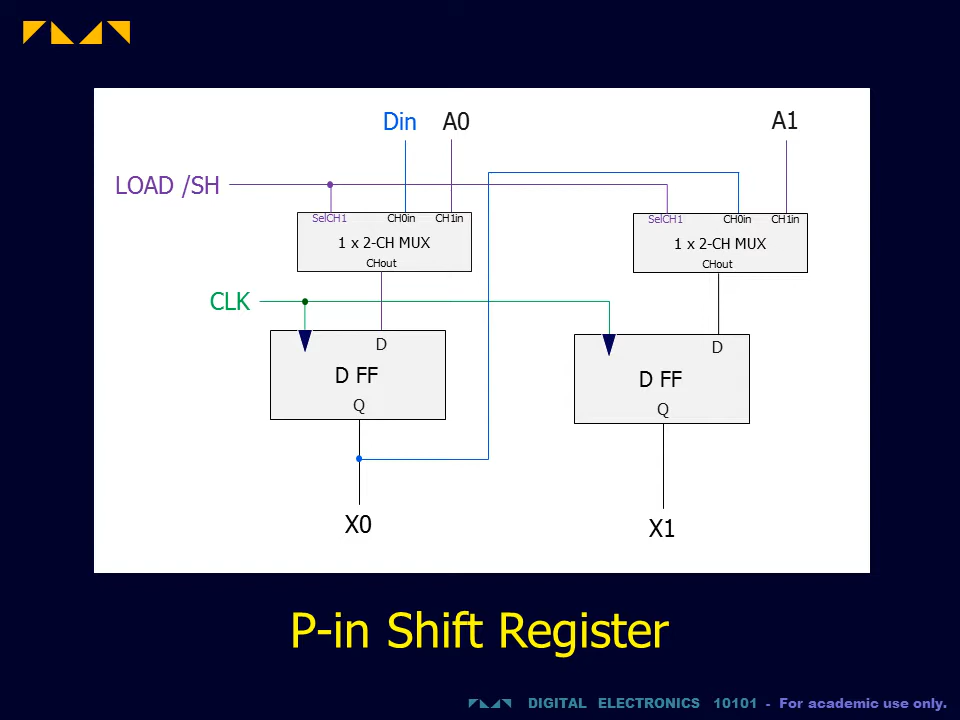 Din A0 A1
LOAD /SH
SelCH1 CH0in CH1in
1 x 2-CH MUX
CHout
SelCH1 CH0in CH1in
1 x 2-CH MUX
CHout
CLK
D
D FF
Q
D
D FF
Q
X0
X1
P-in Shift Register
DIGITAL ELECTRONICS 10101 - For academic use only.